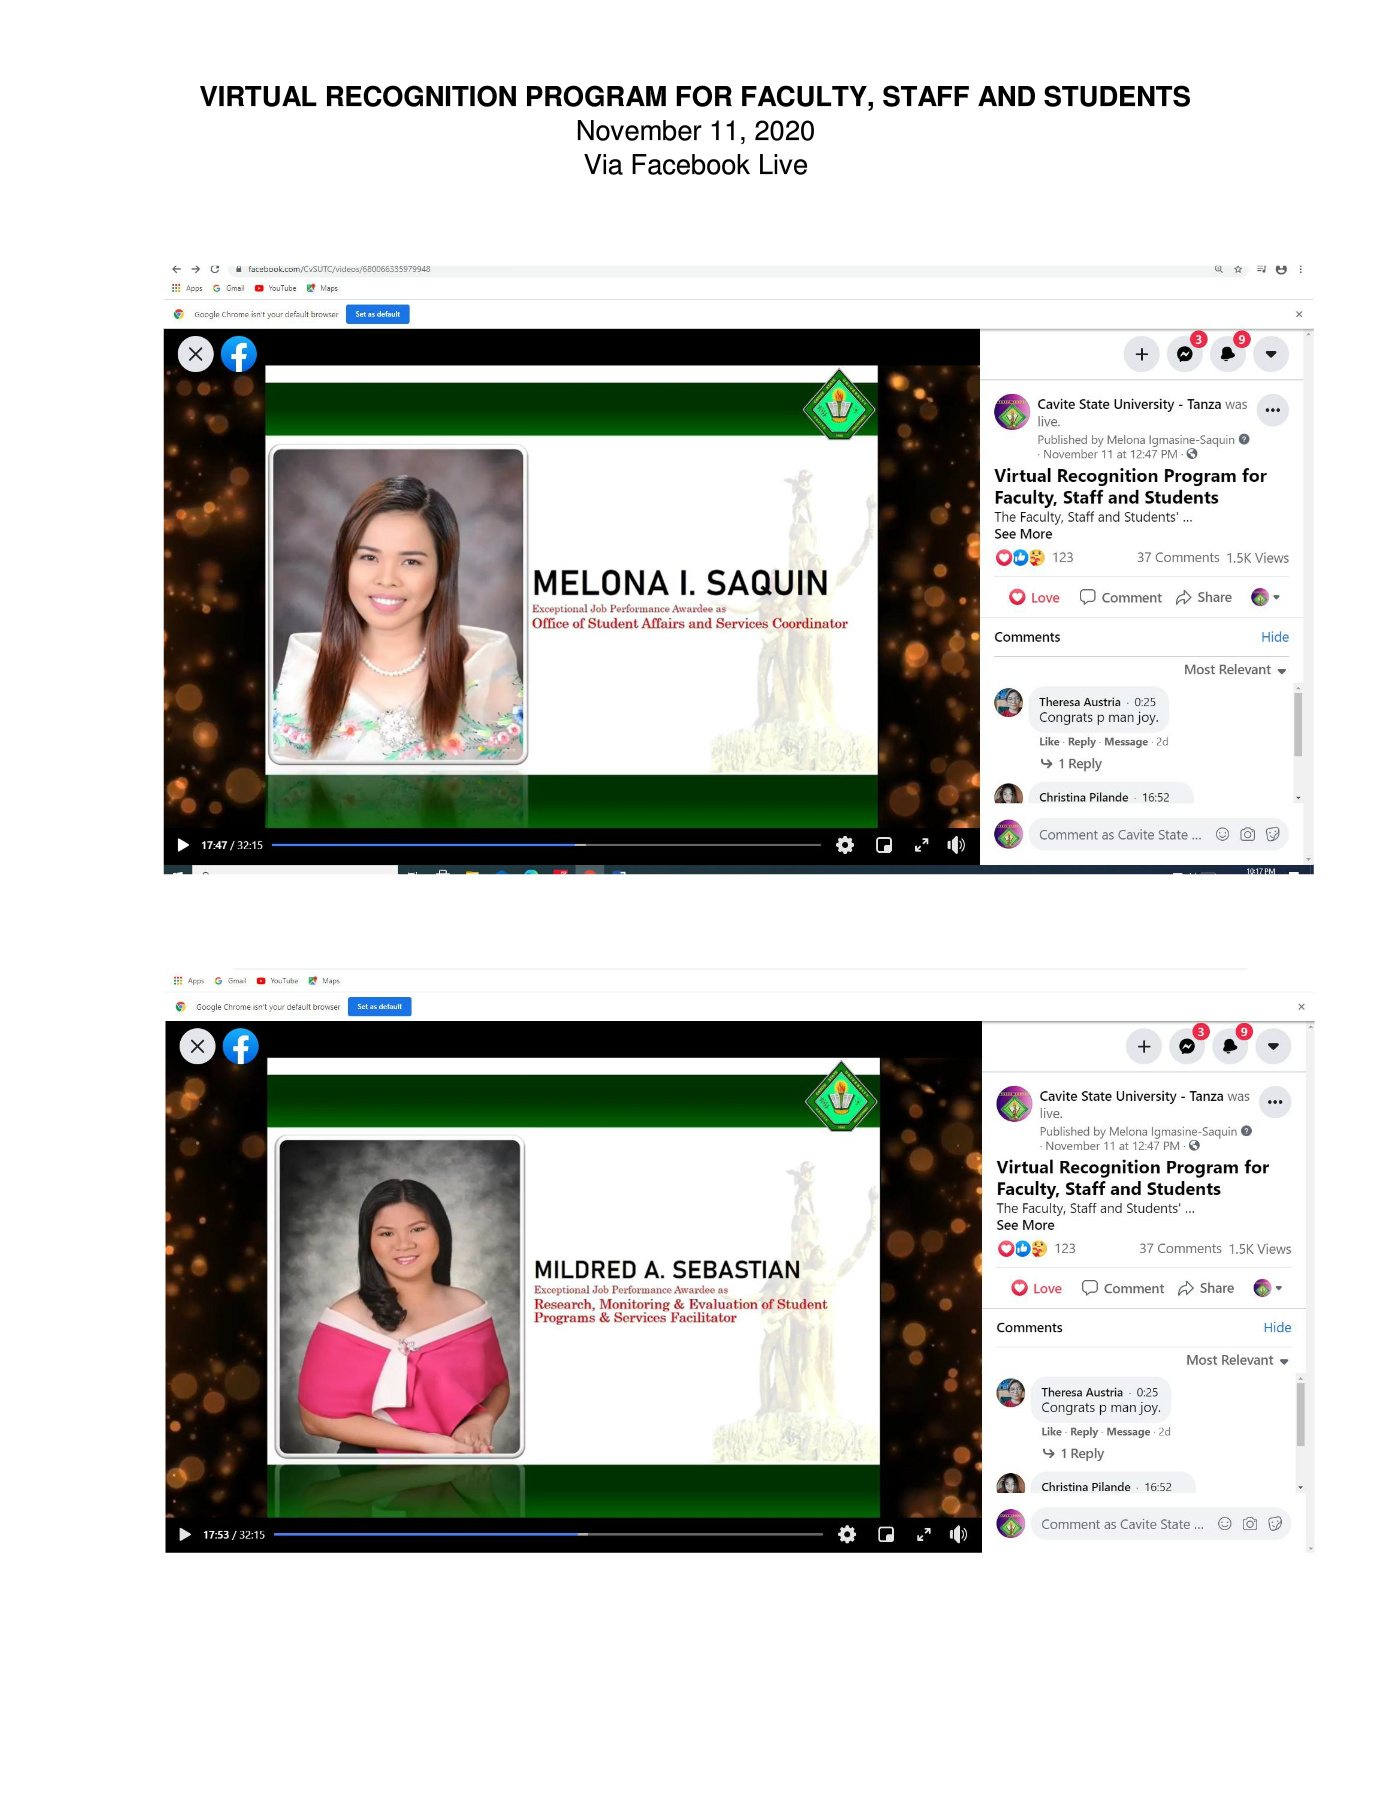 VIRTUAL RECOGNITION PROGRAM FOR FACULTY, STAFF AND STUDENTS
November 11, 2020
Via Facebook Live
facebook.com/CvSUTC/videos/680066335979948
Apps Gmail YouTube Maps
Google Chrome isn't your default browser Set as default
3 9
MELONA I. SAQUIN
Exceptional Job Performance Awardee as
Office of Student Affairs and Services Coordinator
17:47 / 32:15
Cavite State University - Tanza was
live.
Published by Melona Igmasine-Saquin
· November 11 at 12:47 PM ·
Virtual Recognition Program for
Faculty, Staff and Students
The Faculty, Staff and Students' ...
See More
123 37 Comments 1.5K Views
Love Comment Share
Comments Hide
Most Relevant
Theresa Austria · 0:25
Congrats p man joy.
Like · Reply · Message · 2d
1 Reply
Christina Pilande · 16:52
Comment as Cavite State ...
10:17 PM
Apps Gmail YouTube Maps
Google Chrome isn't your default browser Set as default
3 9
MILDRED A. SEBASTIAN
Exceptional Job Performance Awardee as
Research, Monitoring & Evaluation of Student
Programs & Services Facilitator
17:53 / 32:15
Cavite State University - Tanza was
live.
Published by Melona Igmasine-Saquin
· November 11 at 12:47 PM ·
Virtual Recognition Program for
Faculty, Staff and Students
The Faculty, Staff and Students' ...
See More
123 37 Comments 1.5K Views
Love Comment Share
Comments Hide
Most Relevant
Theresa Austria · 0:25
Congrats p man joy.
Like · Reply · Message · 2d
1 Reply
Christina Pilande · 16:52
Comment as Cavite State ...